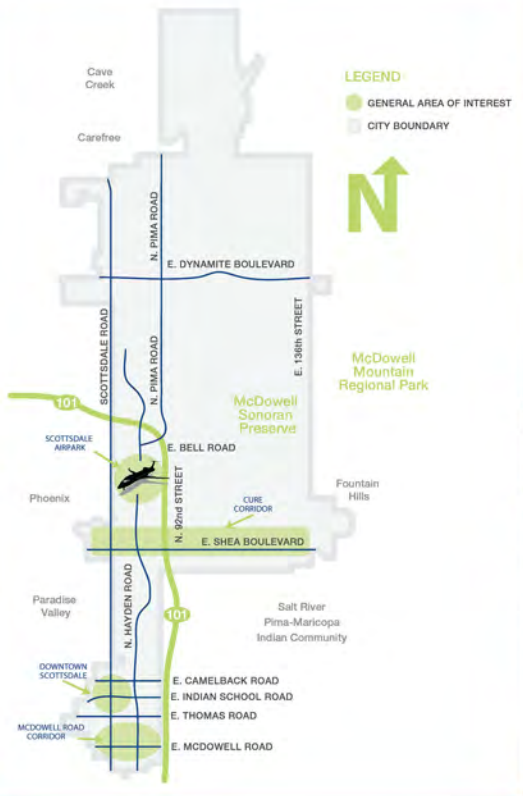 Cave
Creek
LEGEND
GENERAL AREA OF INTEREST
CITY BOUNDARY
Carefree
N
N. PIMA ROAD
E. DYNAMITE BOULEVARD
SCOTTSDALE ROAD
N. PIMA ROAD
E. 136th STREET
McDowell
Mountain
Regional Park
101
McDowell
Sonoran
Preserve
SCOTTSDALE
AIRPARK
E. BELL ROAD
N. 92nd STREET
Phoenix
CURE
CORRIDOR
Fountain
Hills
E. SHEA BOULEVARD
N. HAYDEN ROAD
Paradise
Valley
101
Salt River
Pima-Maricopa
Indian Community
DOWNTOWN
SCOTTSDALE
E. CAMELBACK ROAD
E. INDIAN SCHOOL ROAD
E. THOMAS ROAD
MCDOWELL ROAD
CORRIDOR
E. MCDOWELL ROAD